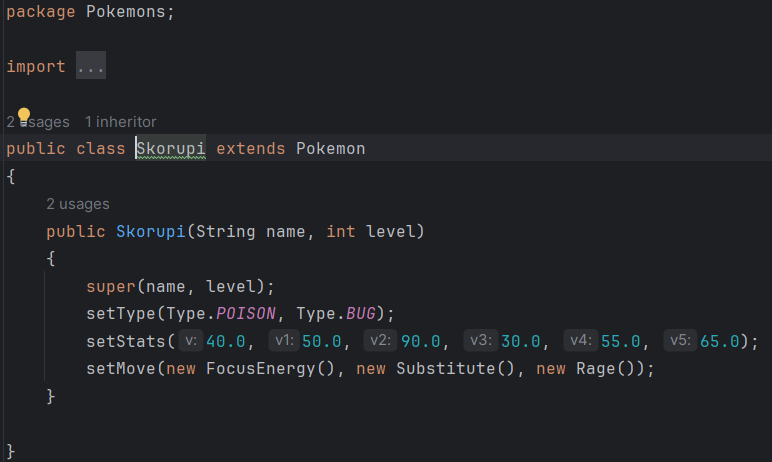 package Pokemons;
import ...
2 usages 1 inheritor
public class Skorupi extends Pokemon
{
2 usages
public Skorupi(String name, int level)
{
super(name, level);
setType(Type.POISON, Type.BUG);
setStats( v: 40.0, v1: 50.0, v2: 90.0, v3: 30.0, v4: 55.0, v5: 65.0);
setMove(new FocusEnergy(), new Substitute(), new Rage());
}
}